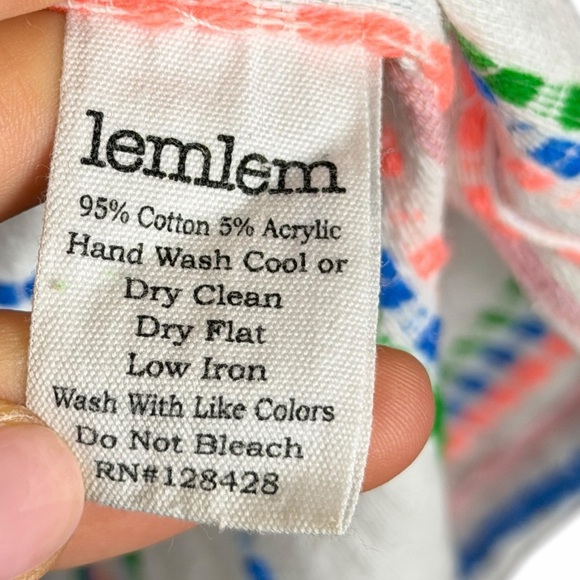 lemlem
95% Cotton 5% Acrylic
Hand Wash Cool or
Dry Clean
Dry Flat
Low Iron
Wash With Like Colors
Do Not Bleach
RN#128428